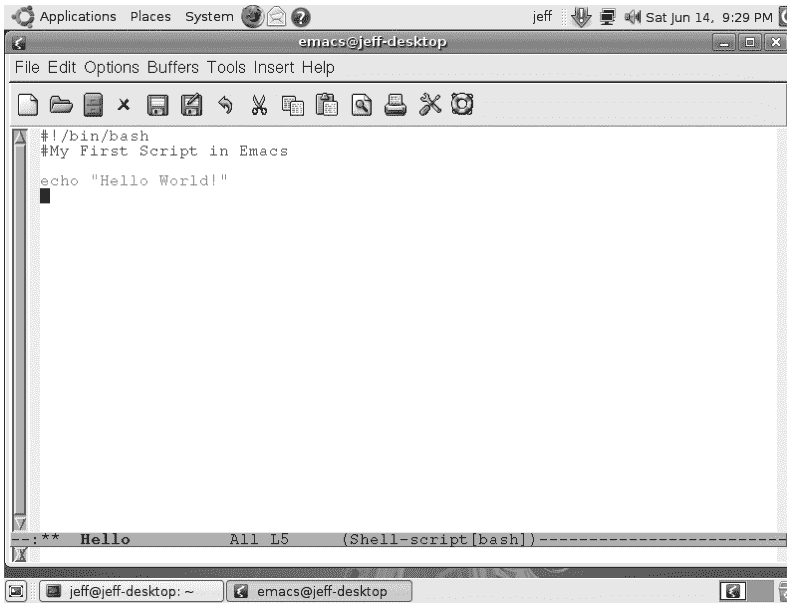 Applications Places System jeff Sat Jun 14, 9:29 PM
emacs@jeff-desktop
File Edit Options Buffers Tools Insert Help
#!/bin/bash
#My First Script in Emacs
echo "Hello World!"
--:** Hello All L5 (Shell-script[bash])-------------------------
jeff@jeff-desktop: ~ emacs@jeff-desktop